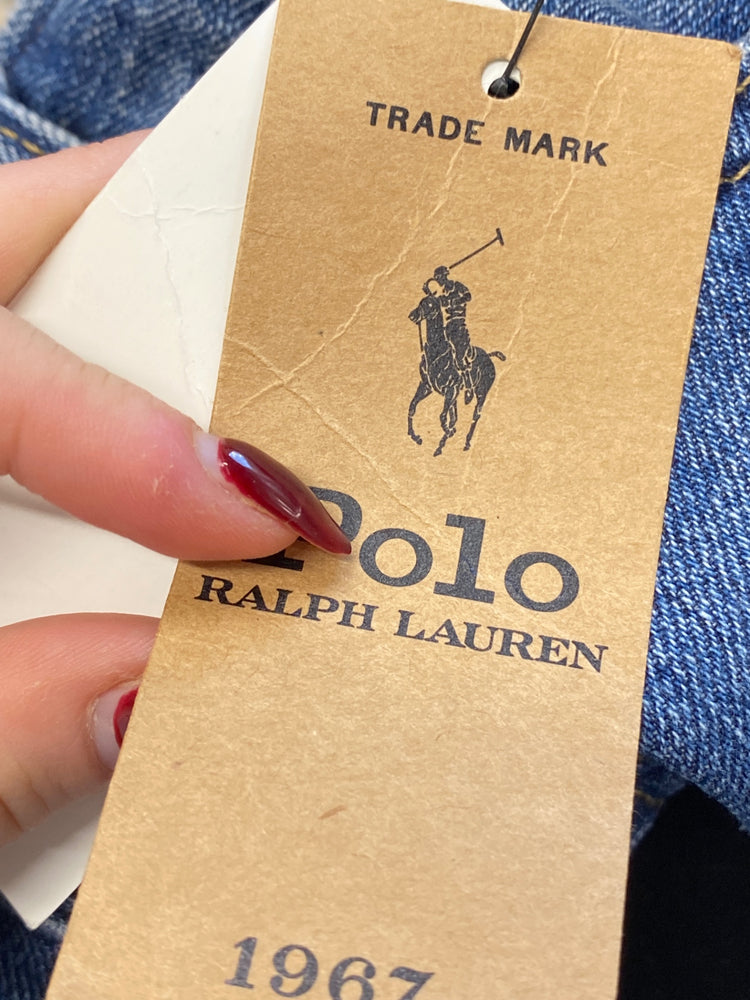 TRADE MARK
Polo
RALPH LAUREN
1967